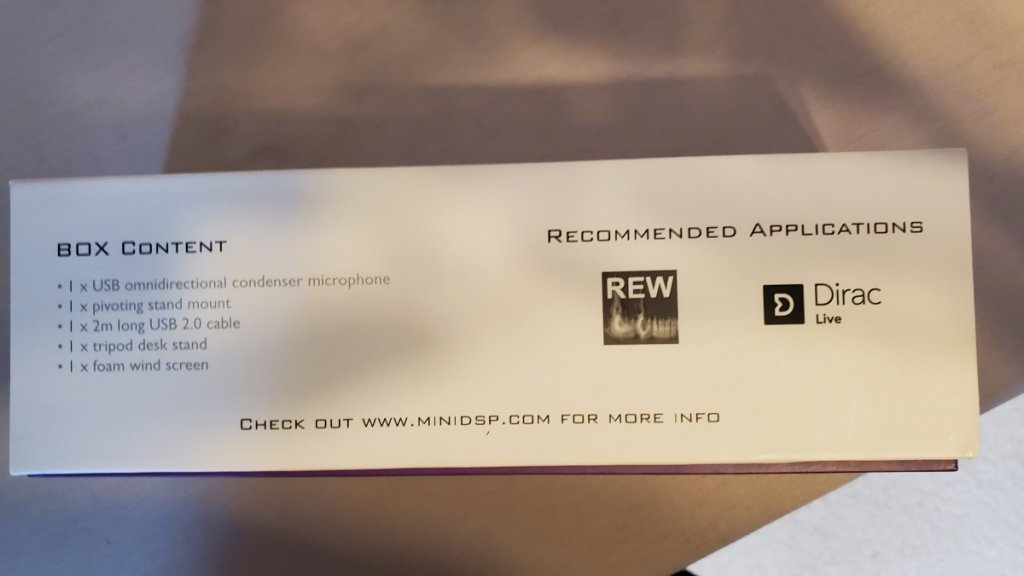 BOX CONTENT
• 1 x USB omnidirectional condenser microphone
• 1 x pivoting stand mount
• 1 x 2m long USB 2.0 cable
• 1 x tripod desk stand
• 1 x foam wind screen
RECOMMENDED APPLICATIONS
REW
D Dirac
Live
CHECK OUT WWW.MINIDSP.COM FOR MORE INFO